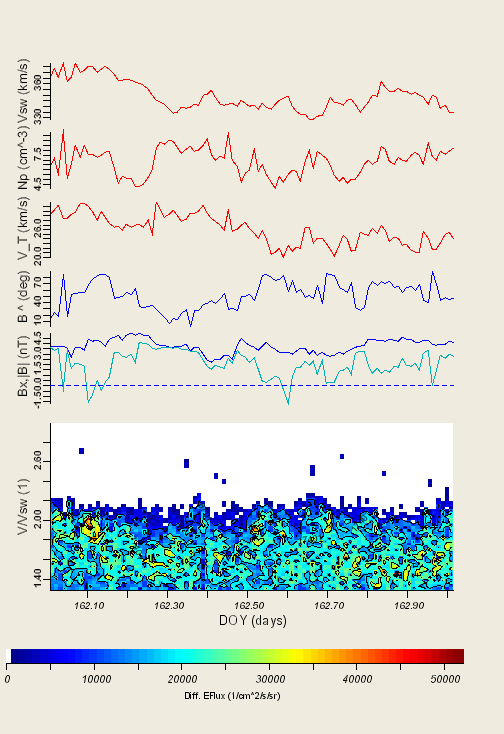 Vsw (km/s)
360
330
Np (cm^-3)
7.5
4.5
V_T (km/s)
26.0
20.0
B ^ (deg)
70
40
10
Bx,|B| (nT)
4.5
3.0
1.5
0.0
-1.5
V/Vsw (1)
2.60
2.00
1.40
162.10 162.30 162.50 162.70 162.90
DOY (days)
0 10000 20000 30000 40000 50000
Diff. EFlux (1/cm^2/s/sr)